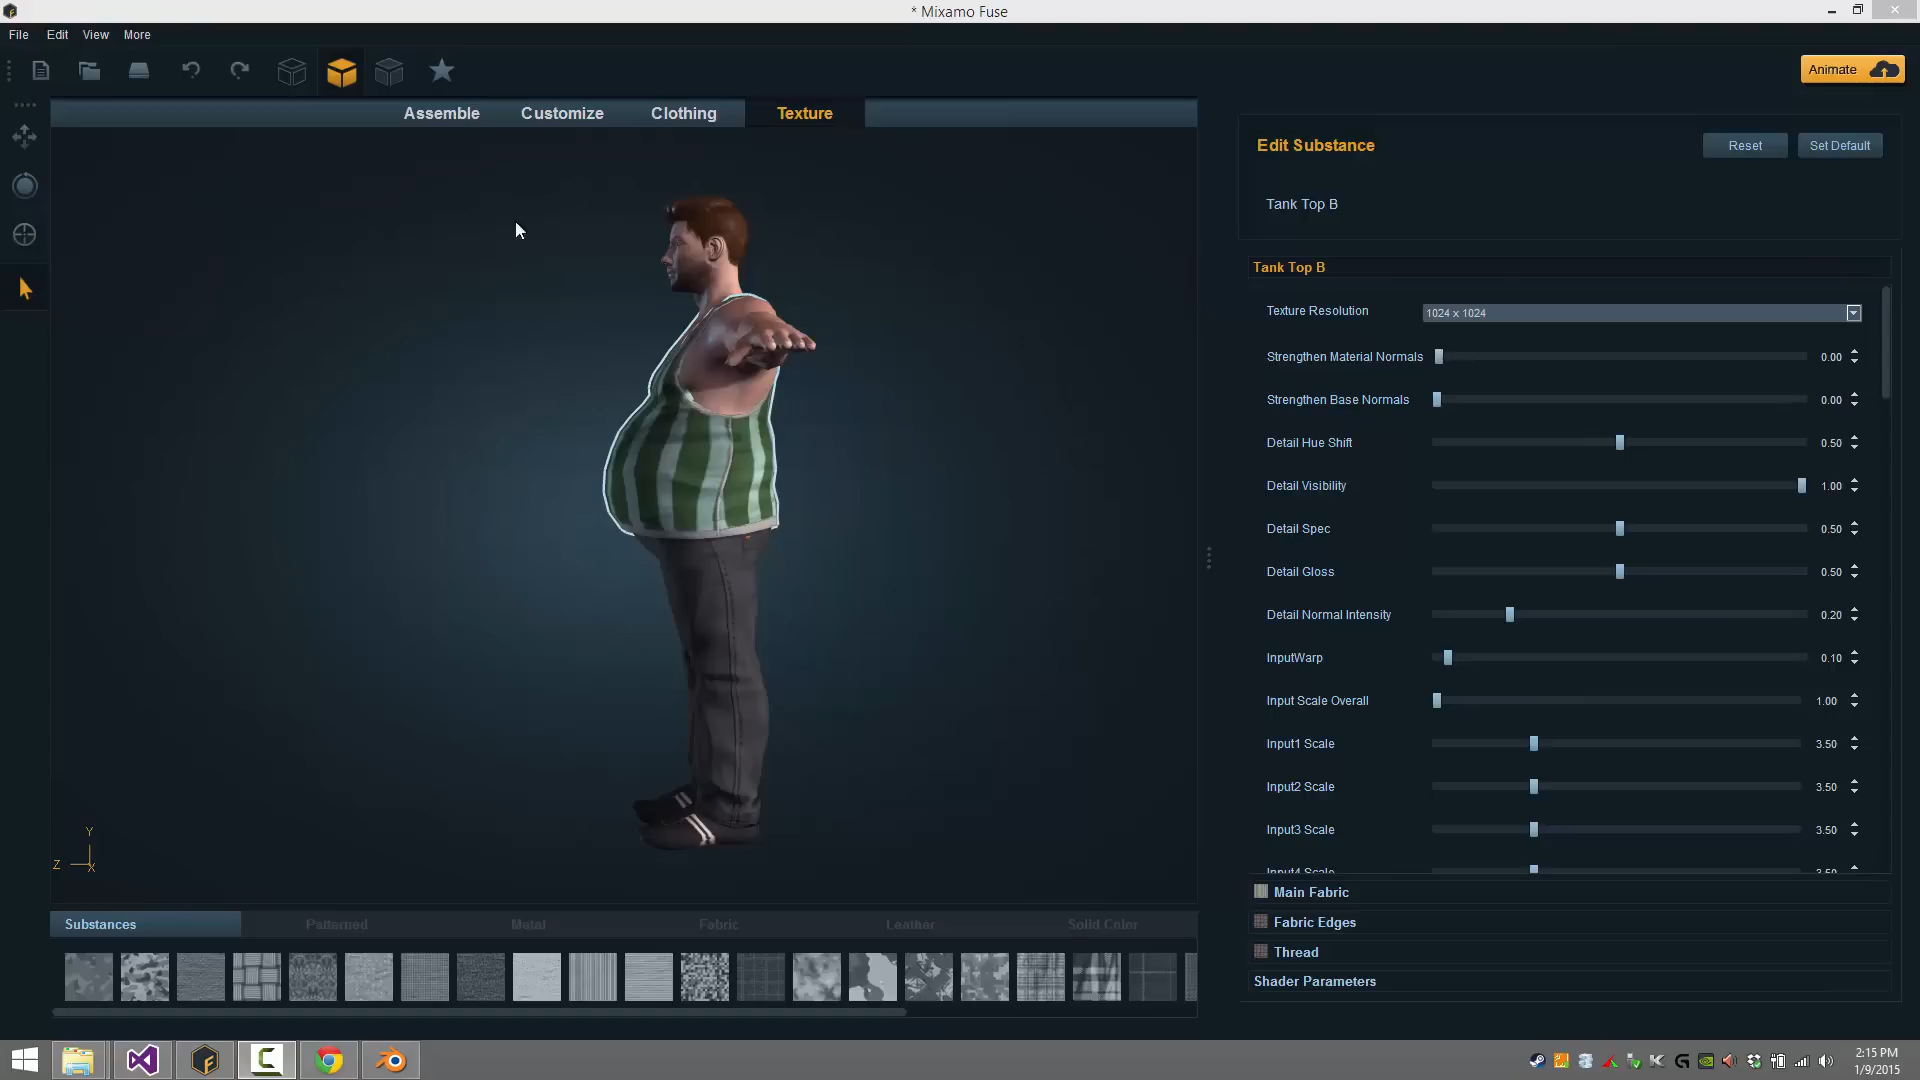 * Mixamo Fuse
File Edit View More
Animate
Assemble Customize Clothing Texture
Edit Substance
Reset
Set Default
Tank Top B
Tank Top B
Texture Resolution 1024 x 1024
Strengthen Material Normals 0.00
Strengthen Base Normals 0.00
Detail Hue Shift 0.50
Detail Visibility 1.00
Detail Spec 0.50
Detail Gloss 0.50
Detail Normal Intensity 0.20
InputWarp 0.10
Input Scale Overall 1.00
Input1 Scale 3.50
Input2 Scale 3.50
Input3 Scale 3.50
Input4 Scale 3.50
Main Fabric
Fabric Edges
Thread
Shader Parameters
Y
Z X
Substances Patterned Metal Fabric Leather Solid Color
2:15 PM
1/9/2015